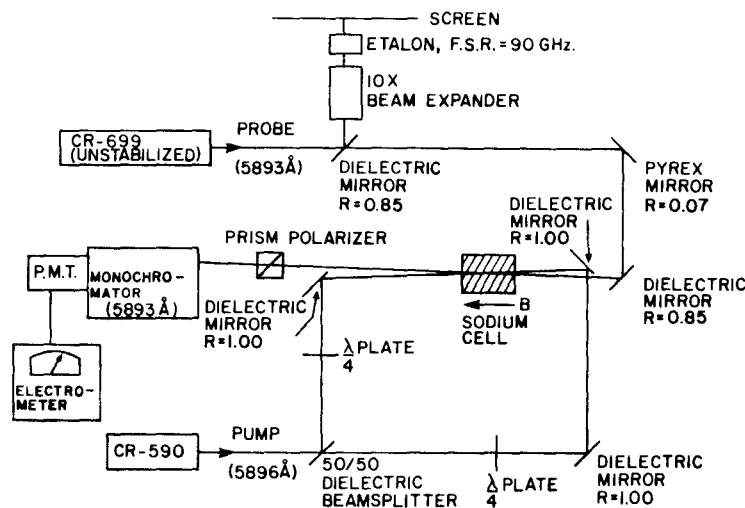 SCREEN
ETALON, F.S.R. = 90 GHz.
10X
BEAM EXPANDER
CR-699
(UNSTABILIZED)
PROBE
(5893Å)
DIELECTRIC
MIRROR
R=0.85
PYREX
MIRROR
R=0.07
DIELECTRIC
MIRROR
R=1.00
PRISM POLARIZER
P.M.T.
MONOCHRO-
MATOR
(5893Å)
DIELECTRIC
MIRROR
R=1.00
B
SODIUM
CELL
DIELECTRIC
MIRROR
R=0.85
λ/4 PLATE
ELECTRO-
METER
CR-590
PUMP
(5896Å)
50/50
DIELECTRIC
BEAMSPLITTER
λ/4 PLATE
DIELECTRIC
MIRROR
R=1.00